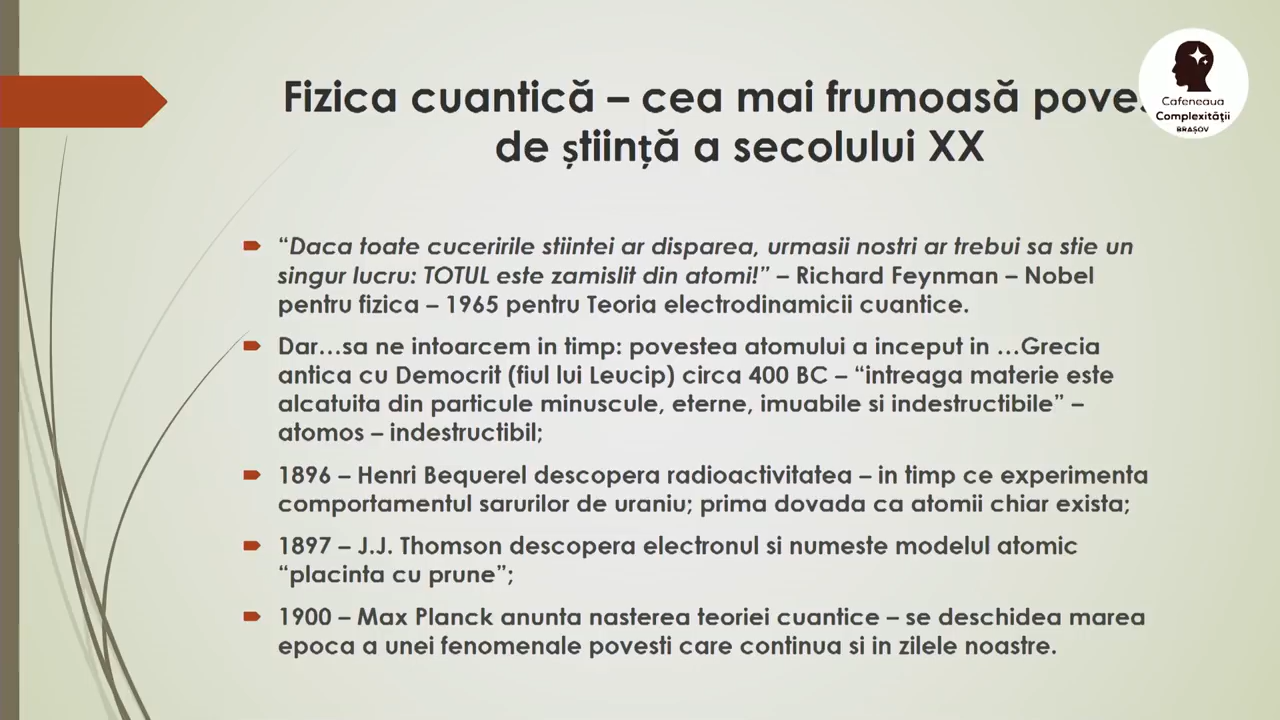 Fizica cuantică – cea mai frumoasă
de știință a secolului XX
Cafeneaua
Complexității
BRAȘOV
“Daca toate cuceririle stiintei ar disparea, urmasii nostri ar trebui sa stie un
singur lucru: TOTUL este zamislit din atomi!” – Richard Feynman – Nobel
pentru fizica – 1965 pentru Teoria electrodinamicii cuantice.
Dar…sa ne intoarcem in timp: povestea atomului a inceput in …Grecia
antica cu Democrit (fiul lui Leucip) circa 400 BC – “intreaga materie este
alcatuita din particule minuscule, eterne, imuabile si indestructibile” –
atomos – indestructibil;
1896 – Henri Bequerel descopera radioactivitatea – in timp ce experimenta
comportamentul sarurilor de uraniu; prima dovada ca atomii chiar exista;
1897 – J.J. Thomson descopera electronul si numeste modelul atomic
“placinta cu prune”;
1900 – Max Planck anunta nasterea teoriei cuantice – se deschidea marea
epoca a unei fenomenale povesti care continua si in zilele noastre.